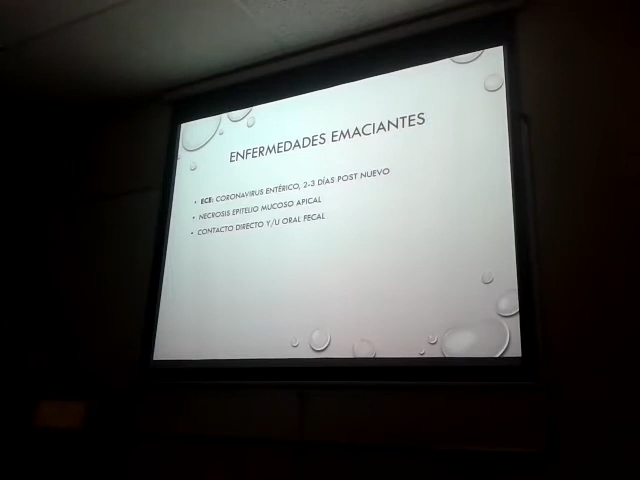 ENFERMEDADES EMACIANTES
• ECE: CORONAVIRUS ENTÉRICO, 2-3 DÍAS POST NUEVO
• NECROSIS EPITELIO MUCOSO APICAL
• CONTACTO DIRECTO Y/U ORAL FECAL